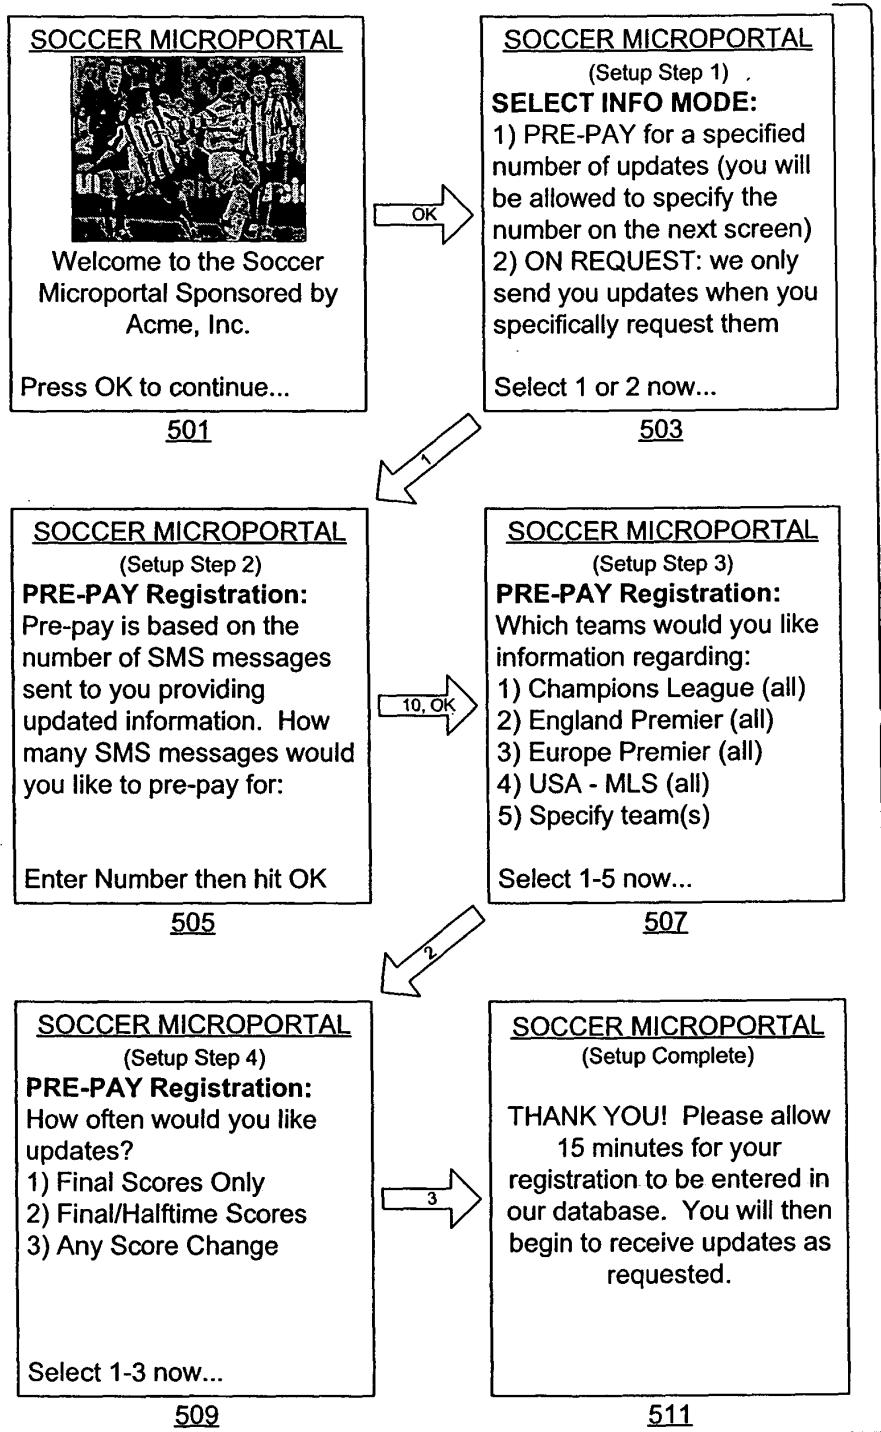 SOCCER MICROPORTAL
Welcome to the Soccer
Microportal Sponsored by
Acme, Inc.
Press OK to continue...
501
OK
SOCCER MICROPORTAL
(Setup Step 1)
SELECT INFO MODE:
1) PRE-PAY for a specified
number of updates (you will
be allowed to specify the
number on the next screen)
2) ON REQUEST: we only
send you updates when you
specifically request them
Select 1 or 2 now...
503
1
SOCCER MICROPORTAL
(Setup Step 2)
PRE-PAY Registration:
Pre-pay is based on the
number of SMS messages
sent to you providing
updated information. How
many SMS messages would
you like to pre-pay for:
Enter Number then hit OK
505
10, OK
SOCCER MICROPORTAL
(Setup Step 3)
PRE-PAY Registration:
Which teams would you like
information regarding:
1) Champions League (all)
2) England Premier (all)
3) Europe Premier (all)
4) USA - MLS (all)
5) Specify team(s)
Select 1-5 now...
507
2
SOCCER MICROPORTAL
(Setup Step 4)
PRE-PAY Registration:
How often would you like
updates?
1) Final Scores Only
2) Final/Halftime Scores
3) Any Score Change
Select 1-3 now...
509
3
SOCCER MICROPORTAL
(Setup Complete)
THANK YOU! Please allow
15 minutes for your
registration to be entered in
our database. You will then
begin to receive updates as
requested.
511